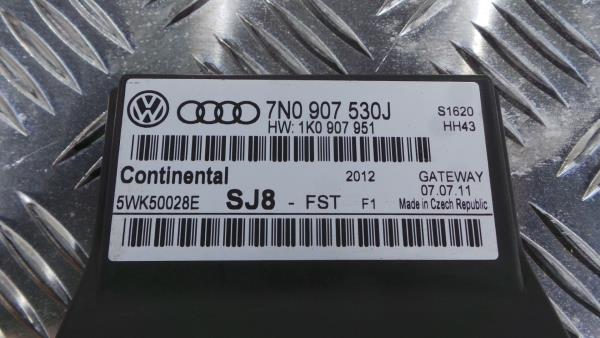 7N0 907 530J S1620
HW: 1K0 907 951 HH43
Continental 2012 GATEWAY
07.07.11
5WK50028E SJ8 - FST F1 Made in Czech Republic